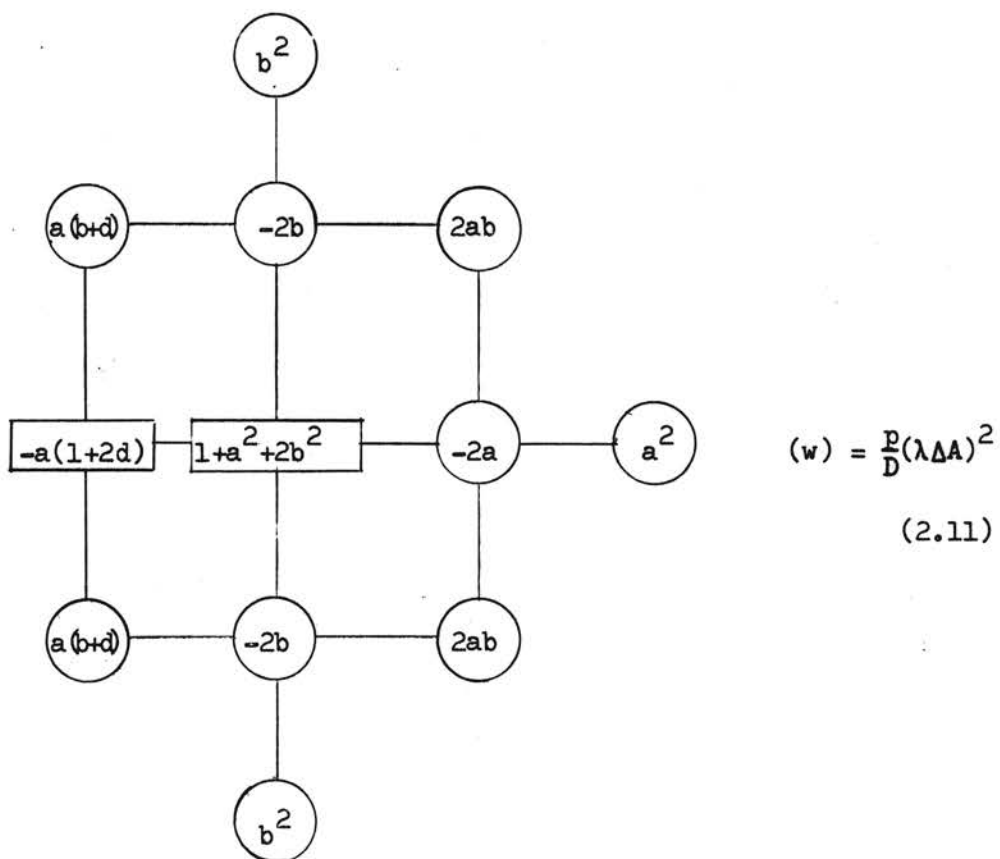 b²
a(b+d) -2b 2ab
-a(1+2d) 1+a²+2b² -2a a² (w) = p/D (λΔA)²
(2.11)
a(b+d) -2b 2ab
b²